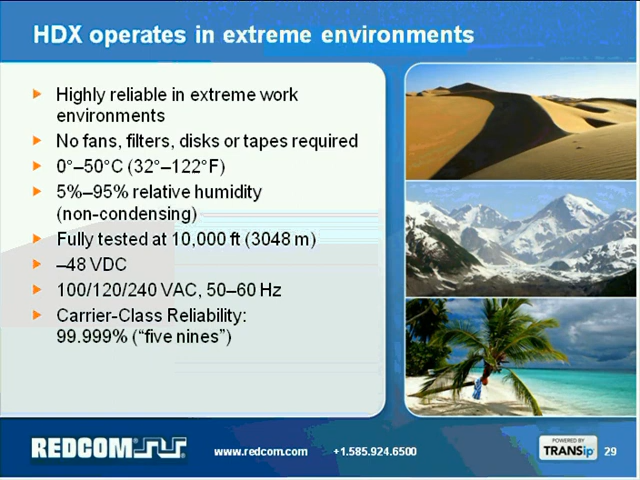 HDX operates in extreme environments
Highly reliable in extreme work
environments
No fans, filters, disks or tapes required
0°–50°C (32°–122°F)
5%–95% relative humidity
(non-condensing)
Fully tested at 10,000 ft (3048 m)
–48 VDC
100/120/240 VAC, 50–60 Hz
Carrier-Class Reliability:
99.999% (“five nines”)
REDCOM
www.redcom.com
+1.585.924.6500
POWERED BY
TRANSip
29